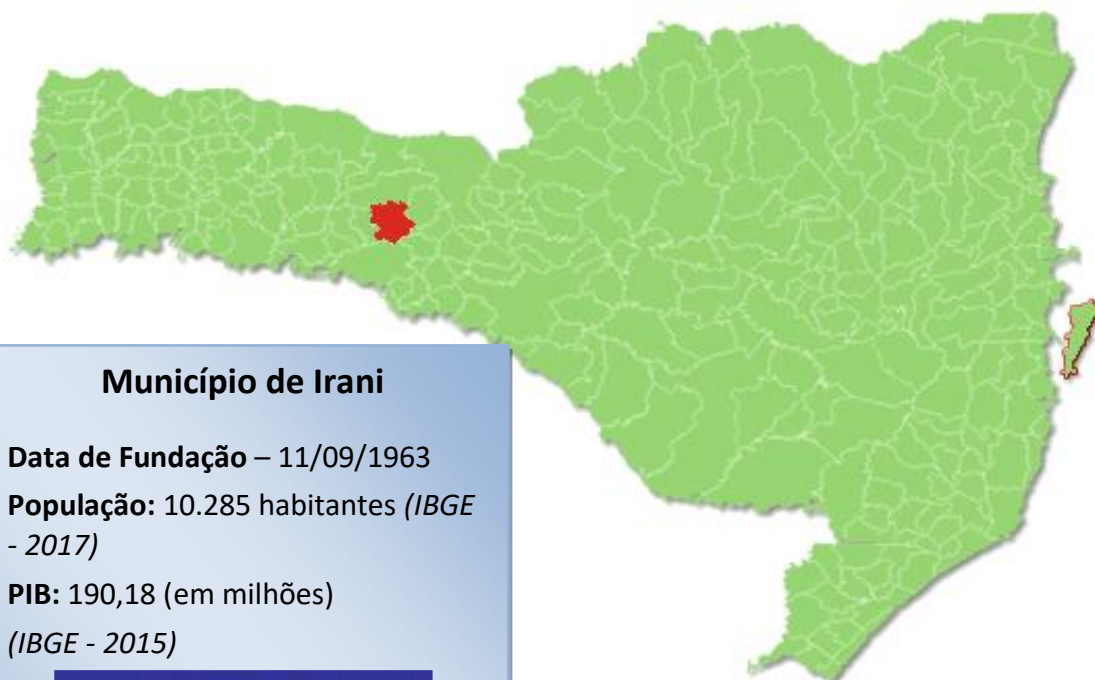 Município de Irani
Data de Fundação – 11/09/1963
População: 10.285 habitantes (IBGE
- 2017)
PIB: 190,18 (em milhões)
(IBGE - 2015)